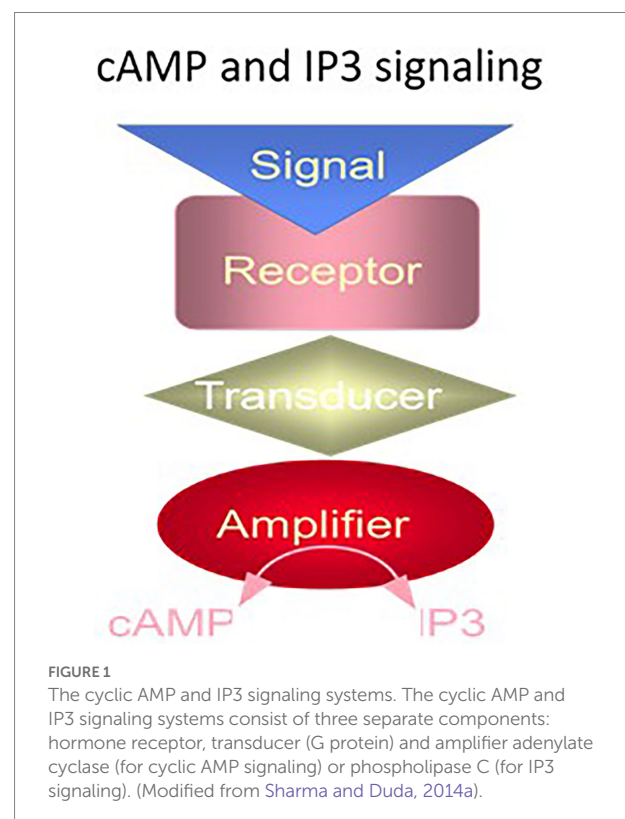 cAMP and IP3 signaling
Signal
Receptor
Transducer
Amplifier
cAMP IP3
FIGURE 1
The cyclic AMP and IP3 signaling systems. The cyclic AMP and
IP3 signaling systems consist of three separate components:
hormone receptor, transducer (G protein) and amplifier adenylate
cyclase (for cyclic AMP signaling) or phospholipase C (for IP3
signaling). (Modified from Sharma and Duda, 2014a).